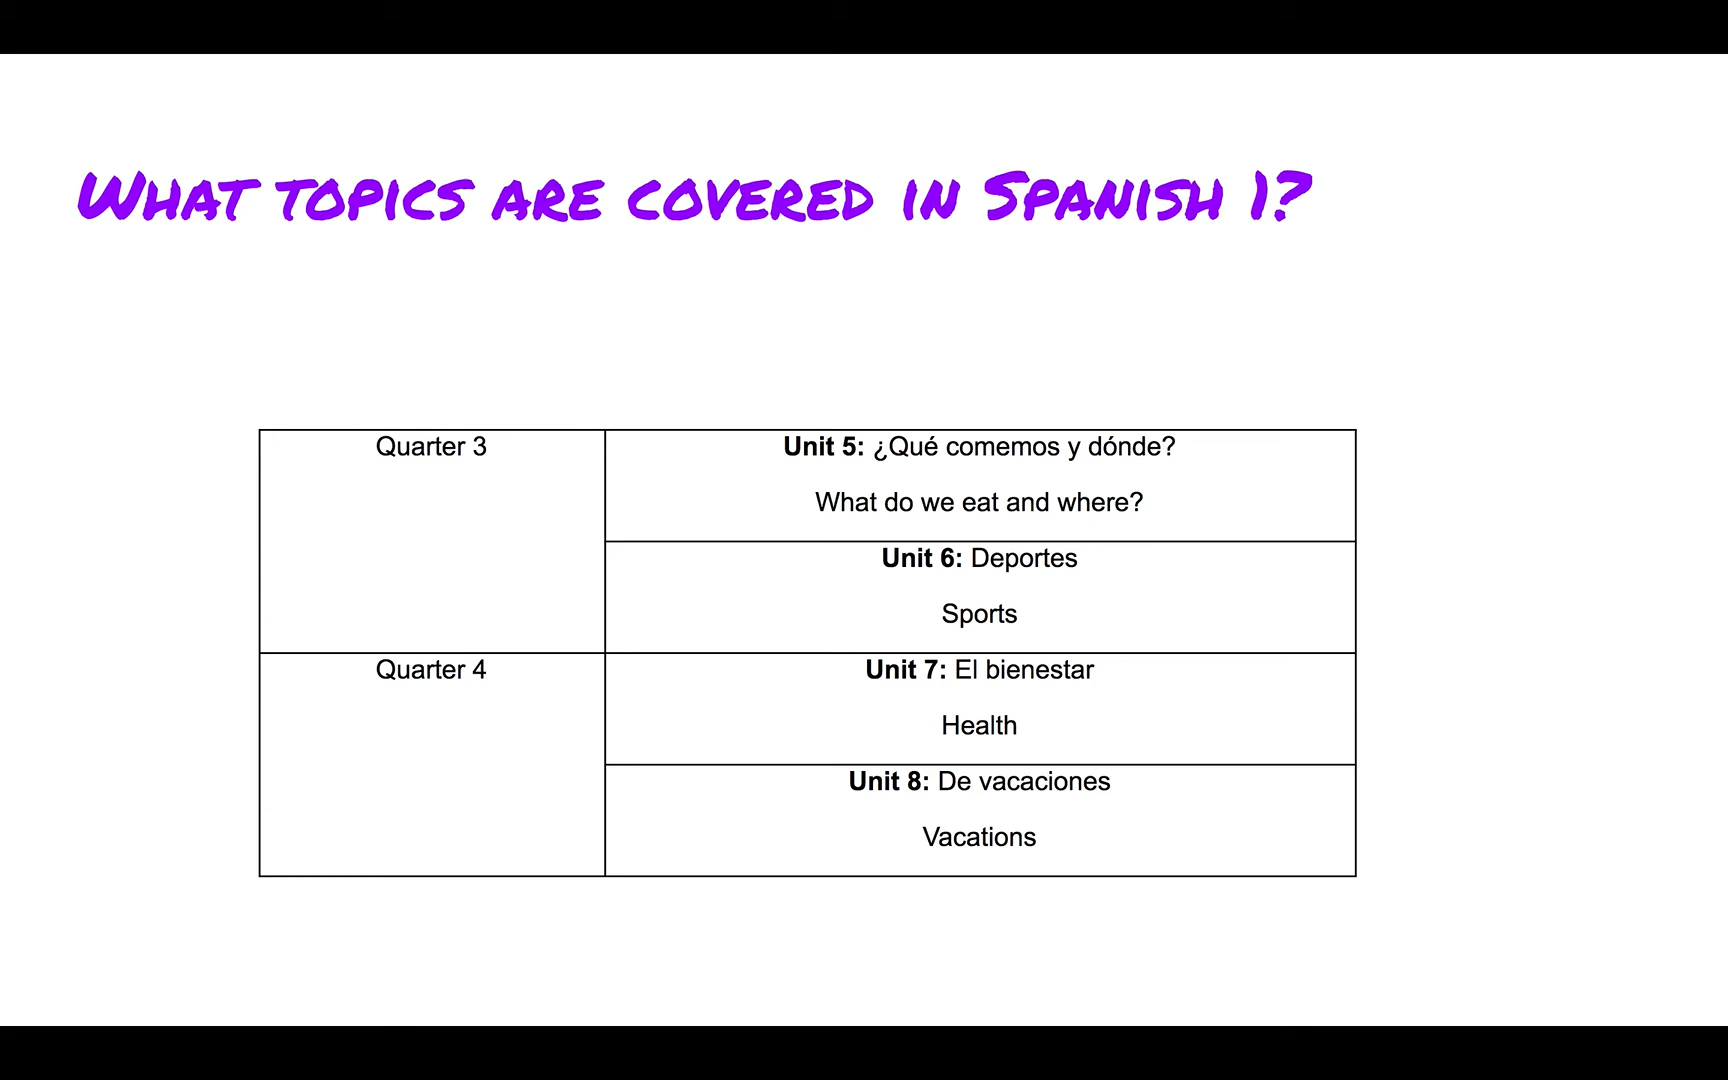 What topics are covered in Spanish 1?
Quarter 3
Unit 5: ¿Qué comemos y dónde?
What do we eat and where?
Unit 6: Deportes
Sports
Quarter 4
Unit 7: El bienestar
Health
Unit 8: De vacaciones
Vacations